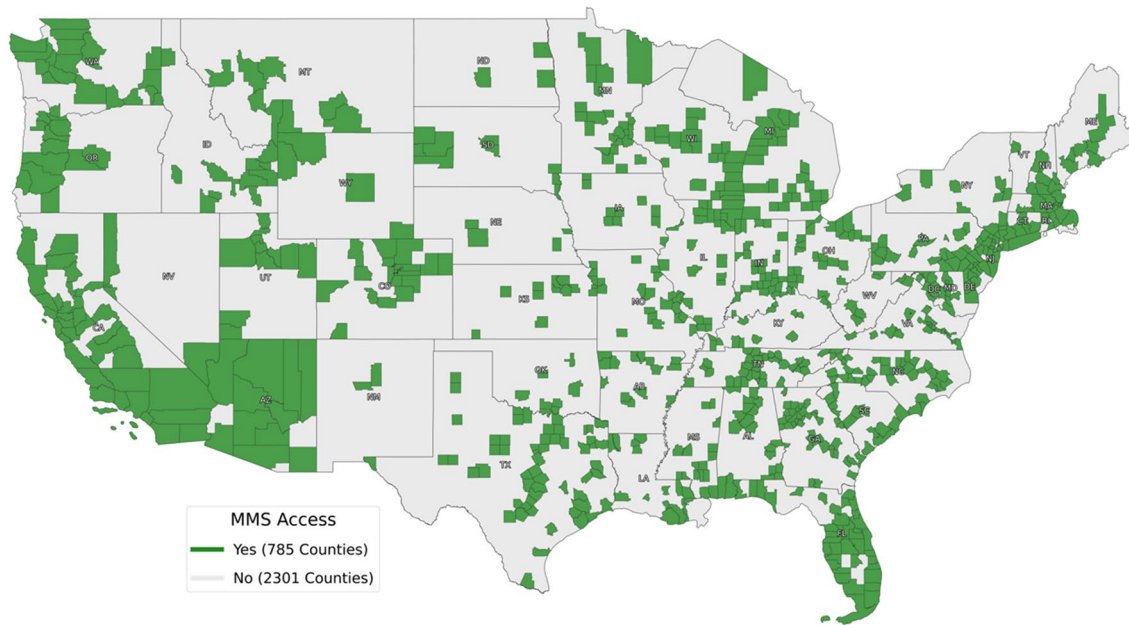 WA
MT
ND
MN
ME
OR
ID
SD
WI
MI
VT
NH
WY
NY
MA
CT
RI
NV
UT
NE
IA
PA
NJ
CA
CO
KS
IL
IN
OH
MO
WV
DC
MD
DE
KY
VA
AZ
NM
OK
AR
TN
NC
SC
TX
LA
MS
AL
GA
FL
MMS Access
Yes (785 Counties)
No (2301 Counties)